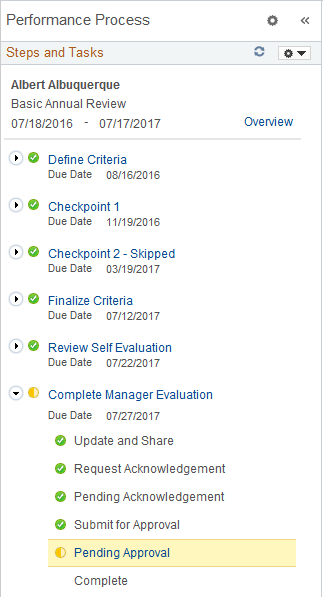 Performance Process
Steps and Tasks
Albert Albuquerque
Basic Annual Review
07/18/2016 - 07/17/2017 Overview
Define Criteria
Due Date 08/16/2016
Checkpoint 1
Due Date 11/19/2016
Checkpoint 2 - Skipped
Due Date 03/19/2017
Finalize Criteria
Due Date 07/12/2017
Review Self Evaluation
Due Date 07/22/2017
Complete Manager Evaluation
Due Date 07/27/2017
Update and Share
Request Acknowledgement
Pending Acknowledgement
Submit for Approval
Pending Approval
Complete